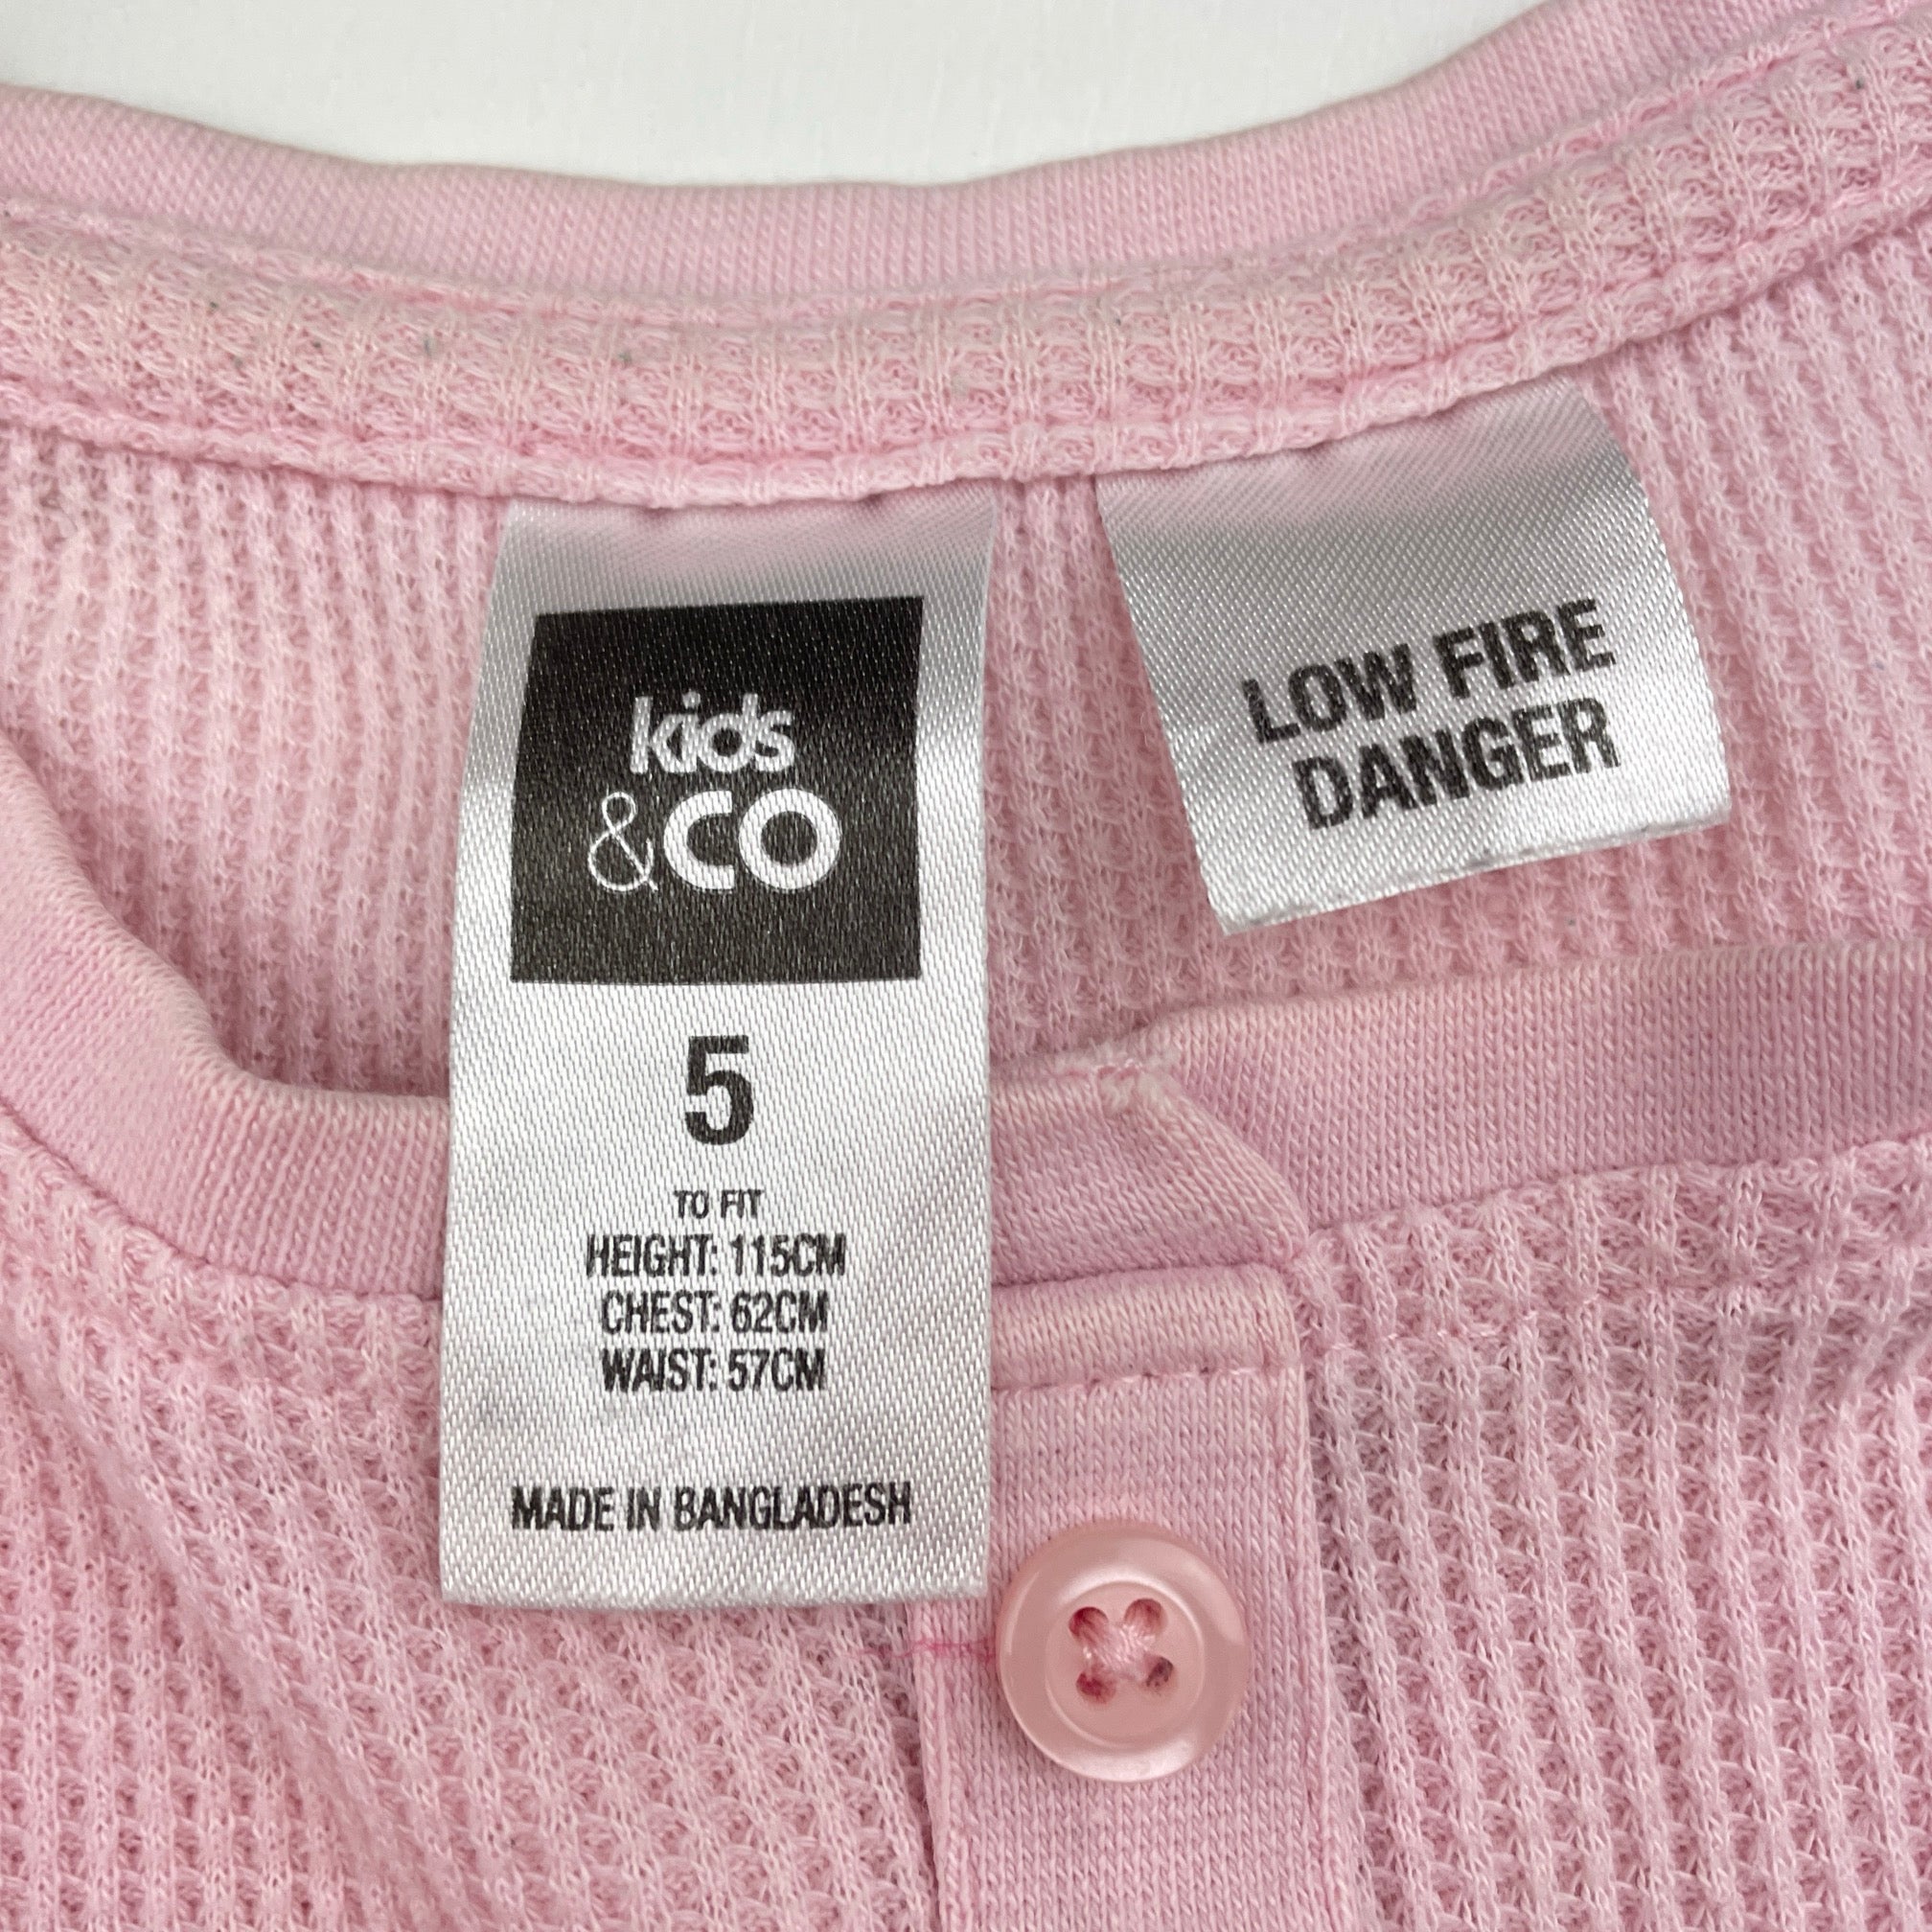 kids
&CO
5
TO FIT
HEIGHT: 115CM
CHEST: 62CM
WAIST: 57CM
MADE IN BANGLADESH
LOW FIRE
DANGER